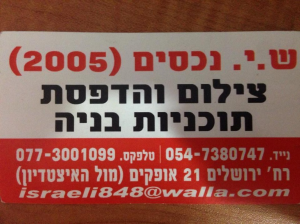 ש.י. נכסים (2005)
צילום והדפסת
תוכניות בניה
נייד. 054-7380747 | טלפקס. 077-3001099
רח' ירושלים 21 אופקים (מול האיצטדיון)
israeli848@walla.com